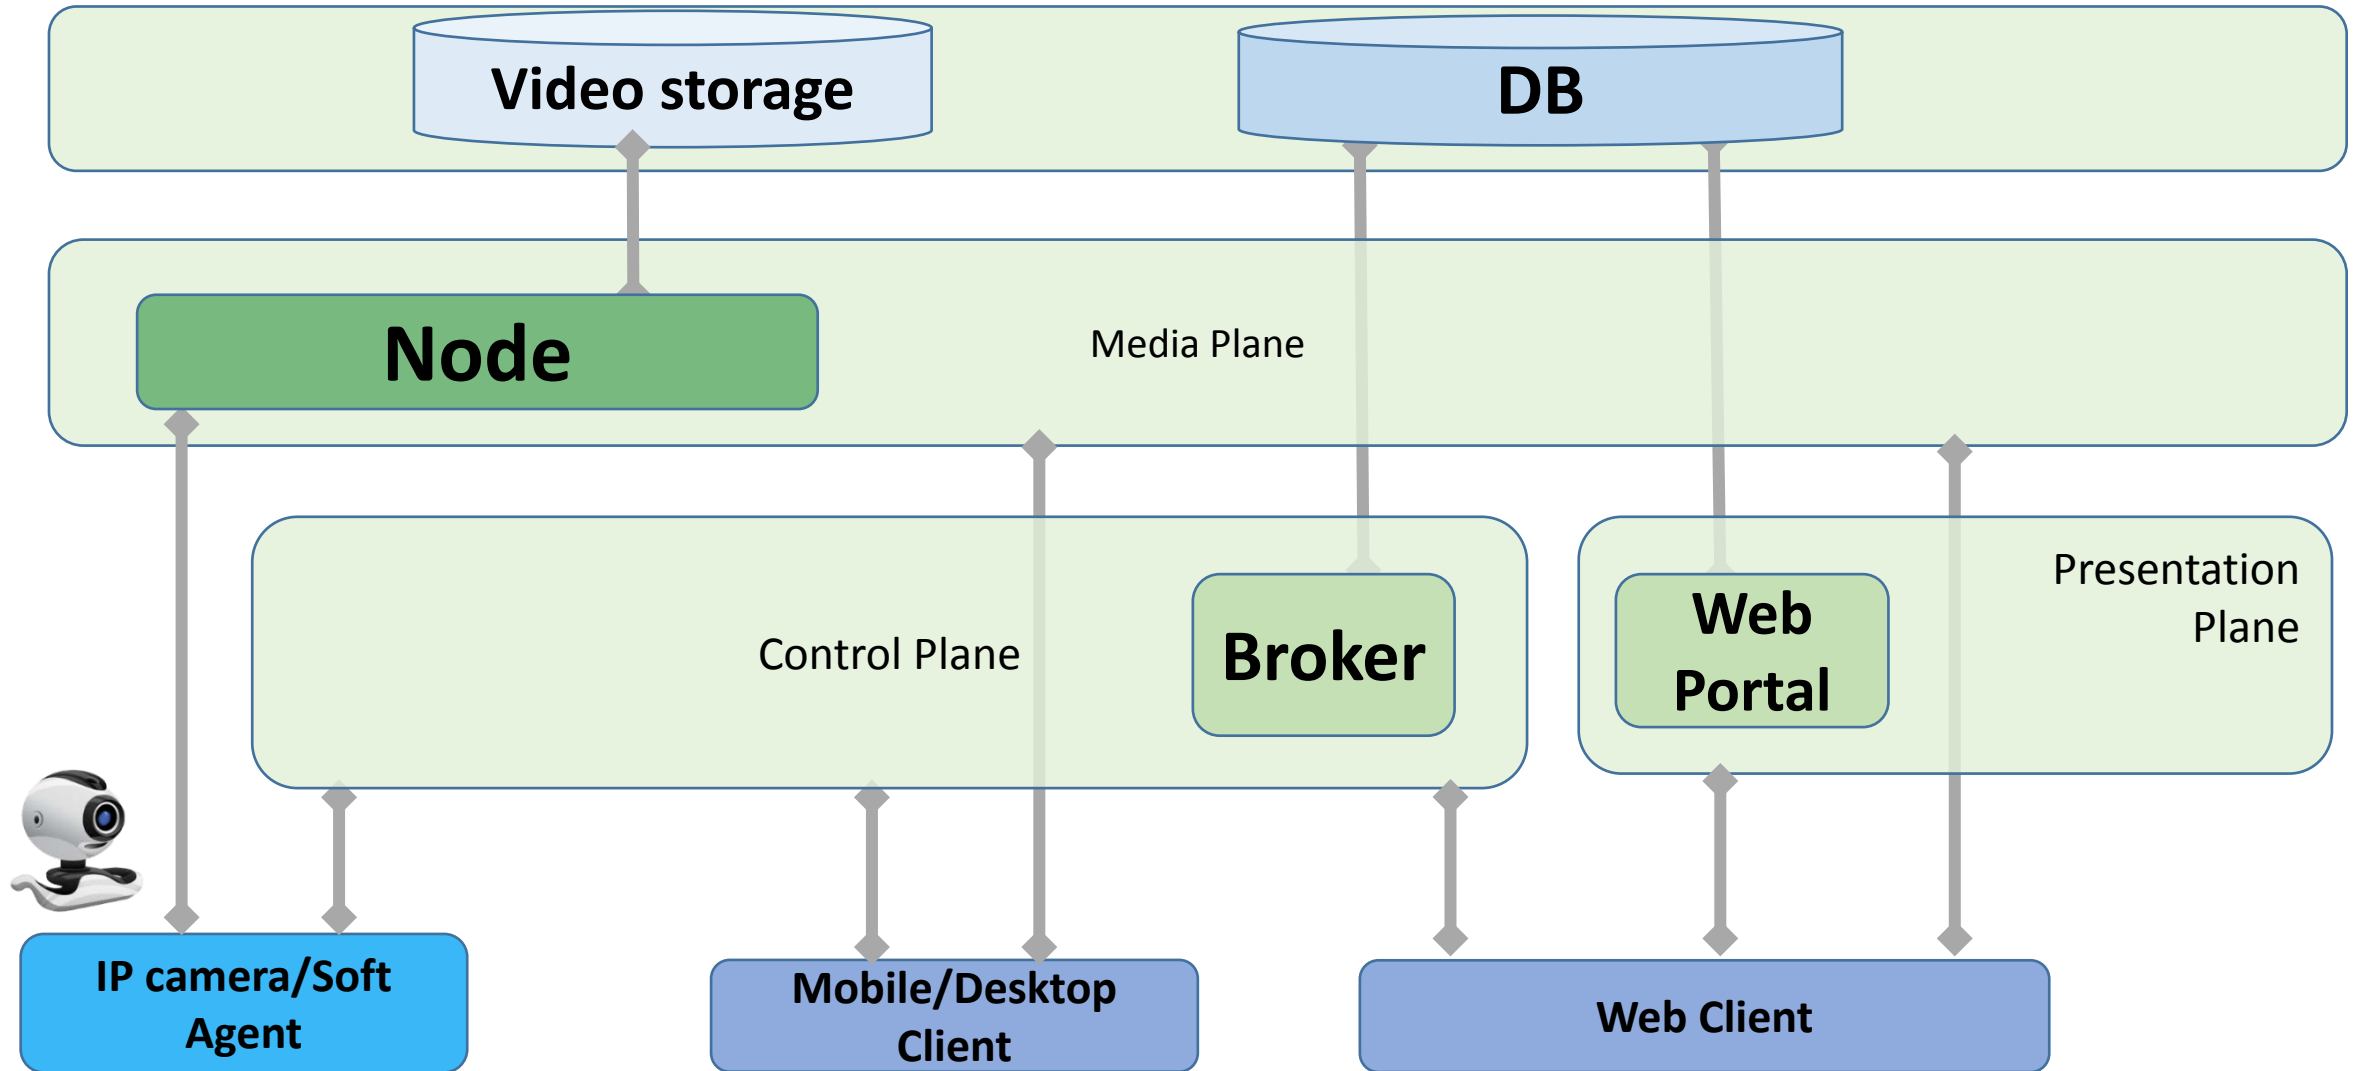 Video storage
DB
Node
Media Plane
Control Plane
Broker
Web
Portal
Presentation
Plane
IP camera/Soft
Agent
Mobile/Desktop
Client
Web Client